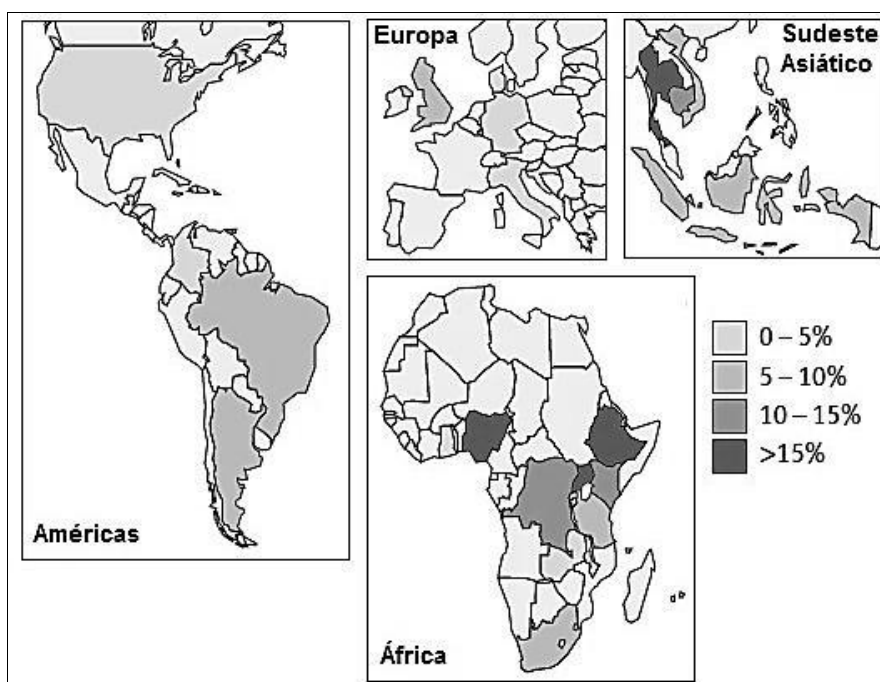 Europa
Sudeste
Asiático
Américas
África
0 – 5%
5 – 10%
10 – 15%
>15%